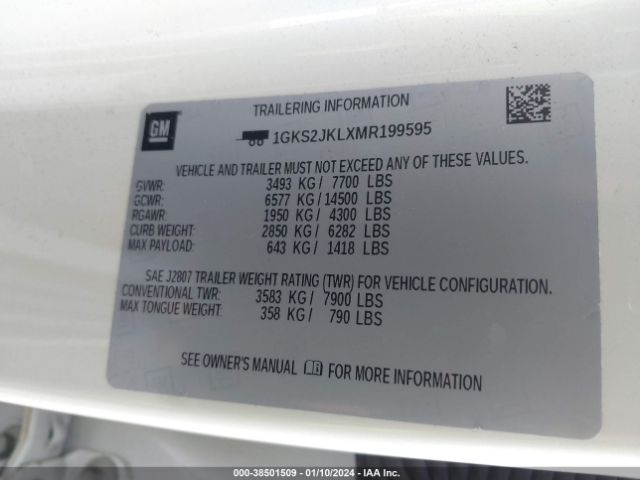 GM
TRAILERING INFORMATION
1GKS2JKLXMR199595
VEHICLE AND TRAILER MUST NOT EXCEED ANY OF THESE VALUES.
GVWR: 3493 KG / 7700 LBS
GCWR: 6577 KG / 14500 LBS
RGAWR: 1950 KG / 4300 LBS
CURB WEIGHT: 2850 KG / 6282 LBS
MAX PAYLOAD: 643 KG / 1418 LBS
SAE J2807 TRAILER WEIGHT RATING (TWR) FOR VEHICLE CONFIGURATION.
CONVENTIONAL TWR: 3583 KG / 7900 LBS
MAX TONGUE WEIGHT: 358 KG / 790 LBS
SEE OWNER'S MANUAL FOR MORE INFORMATION
000-38501509 - 01/10/2024 - IAA Inc.